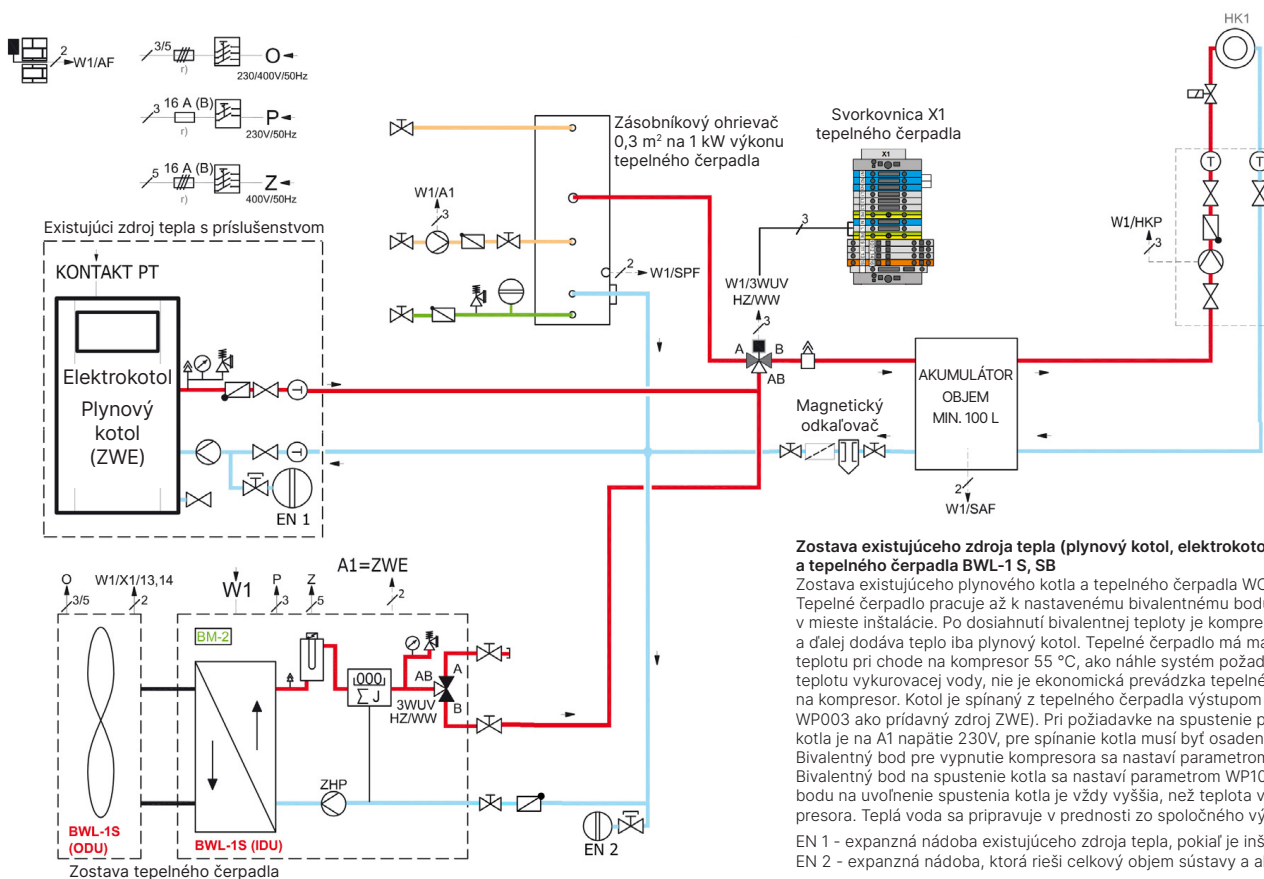 HK1
2
W1/AF
3/5
r)
O
230/400V/50Hz
3
16 A (B)
r)
P
230V/50Hz
5
16 A (B)
r)
Z
400V/50Hz
Zásobníkový ohrievač
0,3 m² na 1 kW výkonu
tepelného čerpadla
Svorkovnica X1
tepelného čerpadla
X1
W1/A1
3
2
W1/SPF
3
W1/3WUV
HZ/WW
3
A
B
AB
T
T
W1/HKP
3
Existujúci zdroj tepla s príslušenstvom
KONTAKT PT
Elektrokotol
Plynový
kotol
(ZWE)
T
T
EN 1
Magnetický
odkaľovač
AKUMULÁTOR
OBJEM
MIN. 100 L
2
W1/SAF
O
3/5
W1/X1/13,14
2
W1
P
3
Z
5
A1=ZWE
2
BM-2
000
Σ J
AB
A
B
3WUV
HZ/WW
ZHP
BWL-1S
(ODU)
BWL-1S (IDU)
EN 2
Zostava tepelného čerpadla
Zostava existujúceho zdroja tepla (plynový kotol, elektrokoto
a tepelného čerpadla BWL-1 S, SB
Zostava existujúceho plynového kotla a tepelného čerpadla WO
Tepelné čerpadlo pracuje až k nastavenému bivalentnému bodu
v mieste inštalácie. Po dosiahnutí bivalentnej teploty je kompre
a ďalej dodáva teplo iba plynový kotol. Tepelné čerpadlo má ma
teplotu pri chode na kompresor 55 °C, ako náhle systém požad
teplotu vykurovacej vody, nie je ekonomická prevádzka tepelné
na kompresor. Kotol je spínaný z tepelného čerpadla výstupom
WP003 ako prídavný zdroj ZWE). Pri požiadavke na spustenie p
kotla je na A1 napätie 230V, pre spínanie kotla musí byť osaden
Bivalentný bod pre vypnutie kompresora sa nastaví parametrom
Bivalentný bod na spustenie kotla sa nastaví parametrom WP10
bodu na uvoľnenie spustenia kotla je vždy vyššia, než teplota v
presora. Teplá voda sa pripravuje v prednosti zo spoločného vý
EN 1 - expanzná nádoba existujúceho zdroja tepla, pokiaľ je inš
EN 2 - expanzná nádoba, ktorá rieši celkový objem sústavy a a